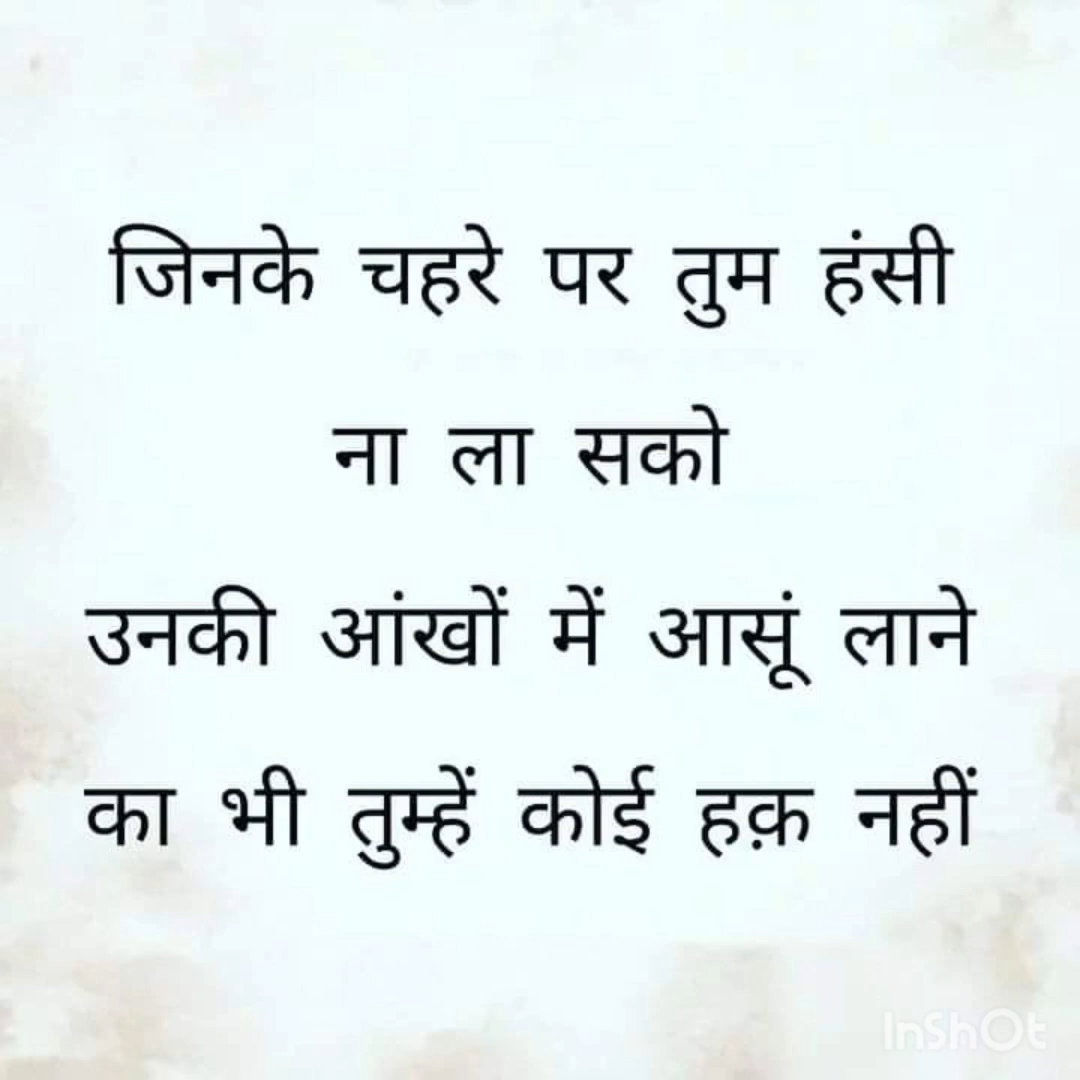 जिनके चहरे पर तुम हंसी
ना ला सको
उनकी आंखों में आसूं लाने
का भी तुम्हें कोई हक़ नहीं
InShOt